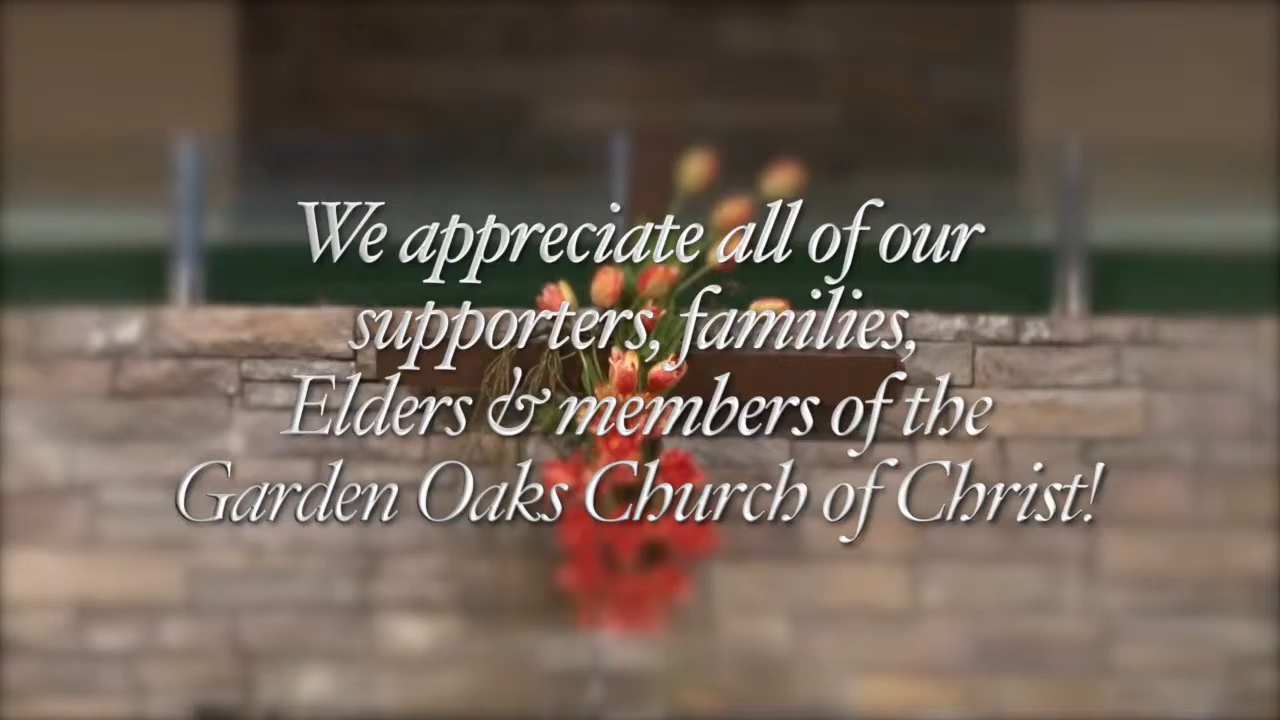 We appreciate all of our
supporters, families,
Elders & members of the
Garden Oaks Church of Christ!